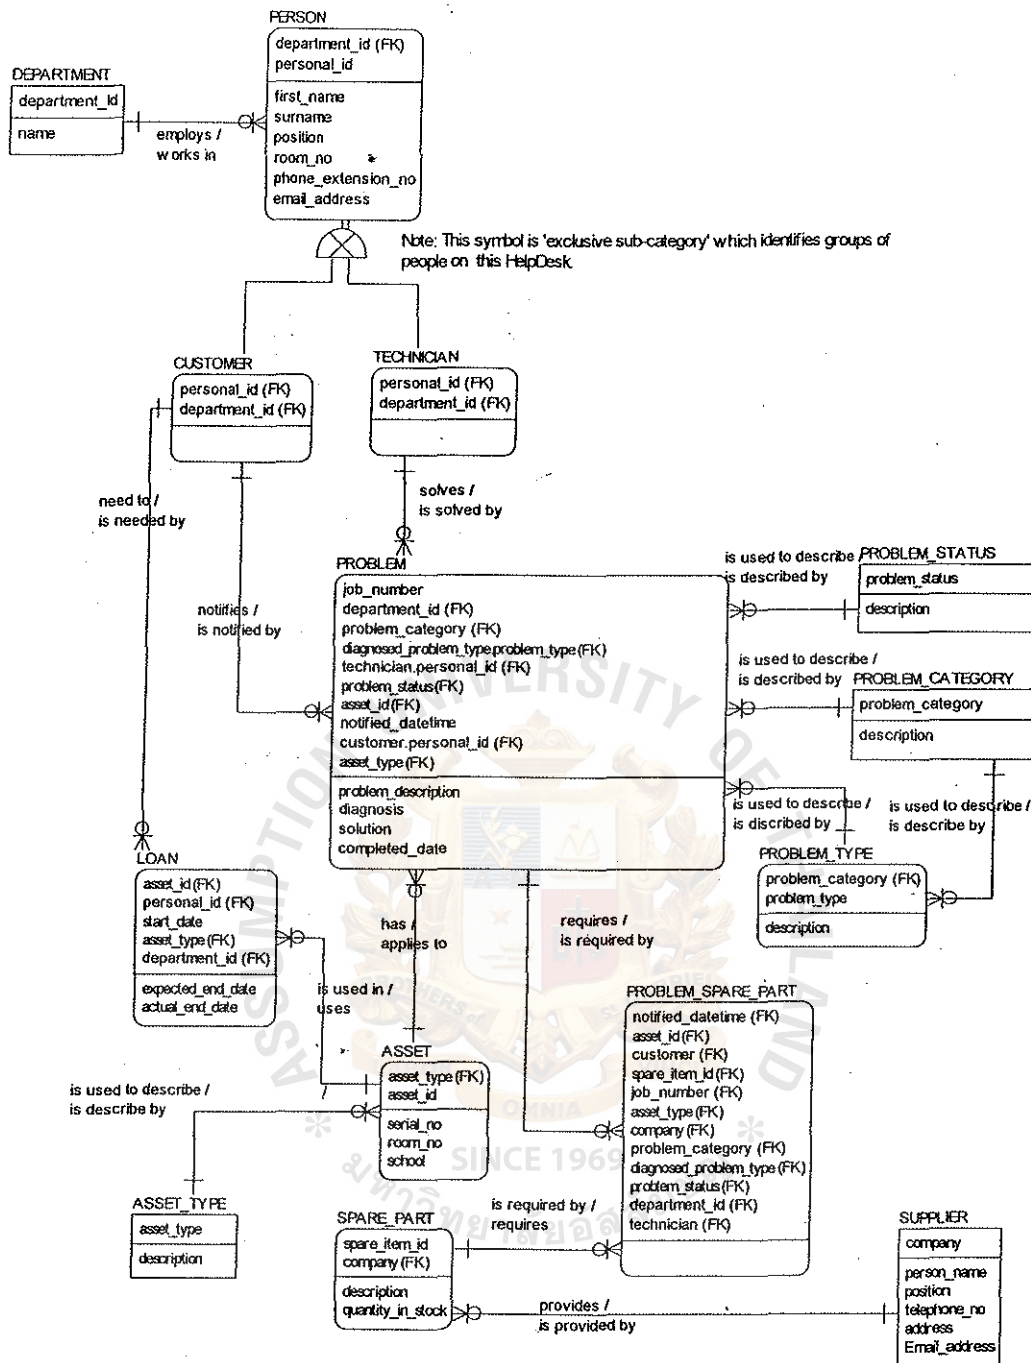 PERSON
department_id (FK)
personal_id
first_name
surname
position
room_no
phone_extension_no
email_address
DEPARTMENT
department_id
name
employs /
works in
Note: This symbol is 'exclusive sub-category' which identifies groups of
people on this HelpDesk
CUSTOMER
personal_id (FK)
department_id (FK)
TECHNICIAN
personal_id (FK)
department_id (FK)
need to /
is needed by
solves /
is solved by
notifies /
is notified by
PROBLEM
job_number
department_id (FK)
problem_category (FK)
diagnosed_problem_type.problem_type (FK)
technician.personal_id (FK)
problem_status (FK)
asset_id (FK)
notified_datetime
customer.personal_id (FK)
asset_type (FK)
problem_description
diagnosis
solution
completed_date
is used to describe /
is described by
PROBLEM_STATUS
problem_status
description
is used to describe /
is described by
PROBLEM_CATEGORY
problem_category
description
is used to describe /
is discribed by
is used to describe /
is describe by
PROBLEM_TYPE
problem_category (FK)
problem_type
description
LOAN
asset_id (FK)
personal_id (FK)
start_date
asset_type (FK)
department_id (FK)
expected_end_date
actual_end_date
has /
applies to
requires /
is required by
is used in /
uses
ASSET
asset_type (FK)
asset_id
serial_no
room_no
school
PROBLEM_SPARE_PART
notified_datetime (FK)
asset_id (FK)
customer (FK)
spare_item_id (FK)
job_number (FK)
asset_type (FK)
company (FK)
problem_category (FK)
diagnosed_problem_type (FK)
problem_status (FK)
department_id (FK)
technician (FK)
is used to describe /
is describe by
ASSET_TYPE
asset_type
description
is required by /
requires
SPARE_PART
spare_item_id
company (FK)
description
quantity_in_stock
provides /
is provided by
SUPPLIER
company
person_name
position
telephone_no
address
Email_address
ASSUMPTION UNIVERSITY OF THAILAND
OMNIA
SINCE 1969